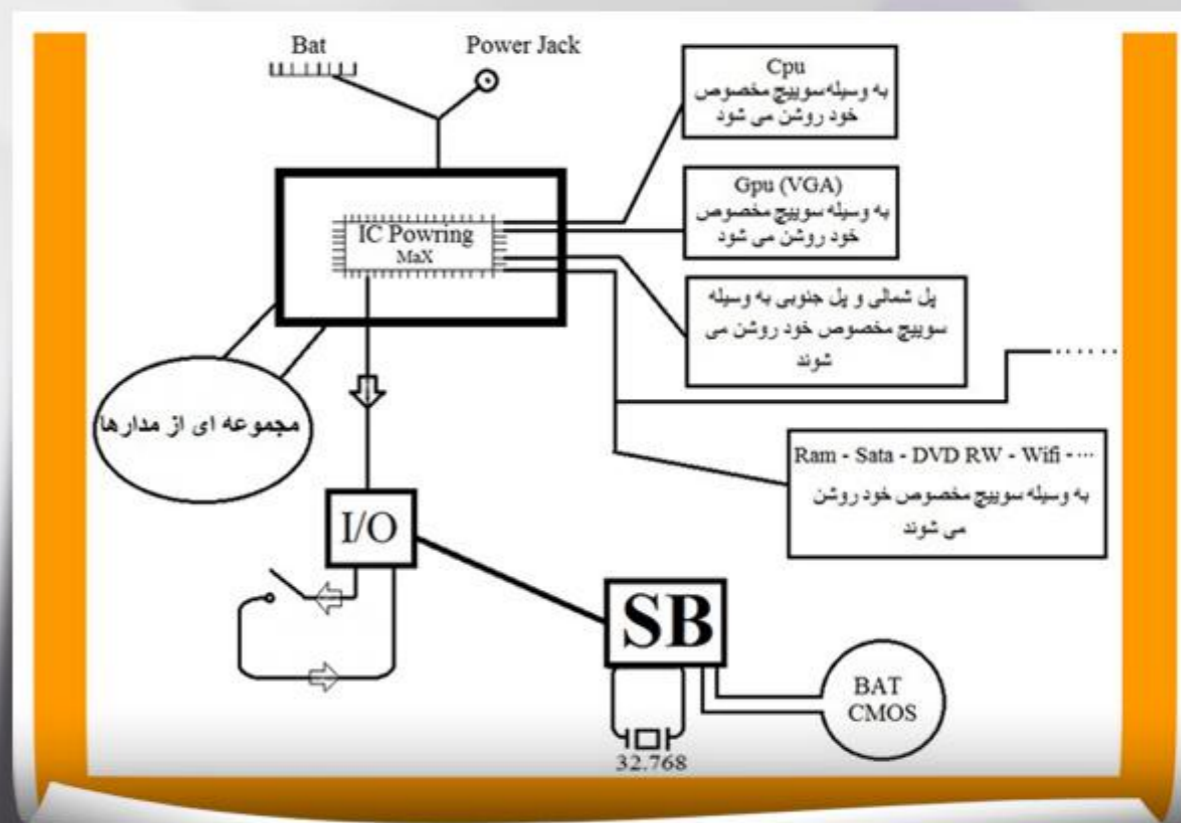 Bat
Power Jack
Cpu
به وسیله سوییچ مخصوص
خود روشن می شود
Gpu (VGA)
به وسیله سوییچ مخصوص
خود روشن می شود
IC Powring
MaX
پل شمالی و پل جنوبی به وسیله
سوییچ مخصوص خود روشن می
شوند
مجموعه ای از مدارها
Ram - Sata - DVD RW - Wifi -...
به وسیله سوییچ مخصوص خود روشن
می شوند
I/O
SB
BAT
CMOS
32.768